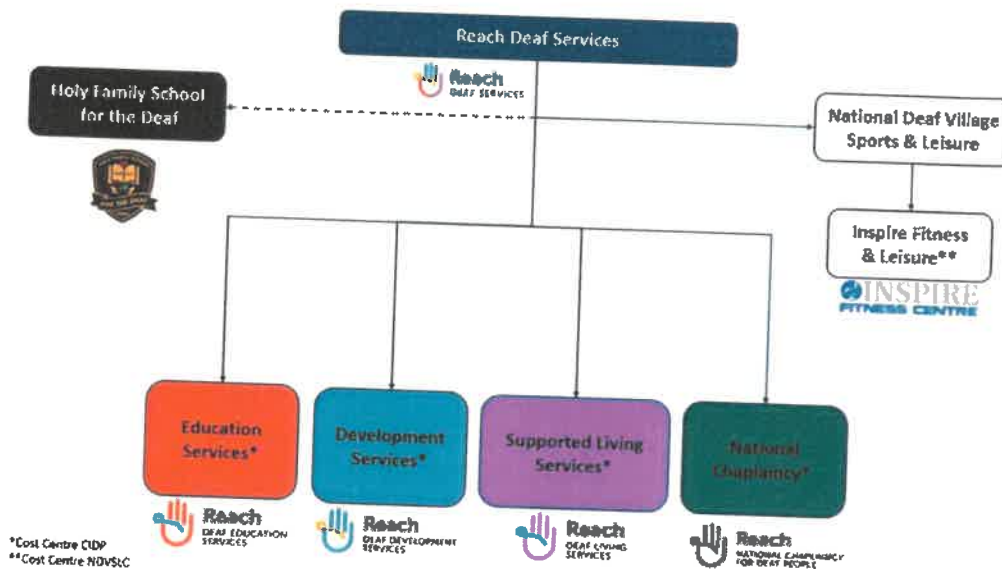 Reach Deaf Services
Reach
DEAF SERVICES
Holy Family School
for the Deaf
National Deaf Village
Sports & Leisure
Inspire Fitness
& Leisure**
INSPIRE
FITNESS CENTRE
Education
Services*
Development
Services*
Supported Living
Services*
National
Chaplaincy*
Reach
DEAF EDUCATION
SERVICES
Reach
DEAF DEVELOPMENT
SERVICES
Reach
DEAF LIVING
SERVICES
Reach
NATIONAL CHAPLAINCY
FOR DEAF PEOPLE
*Cost Centre CIDP
**Cost Centre NDVSLC